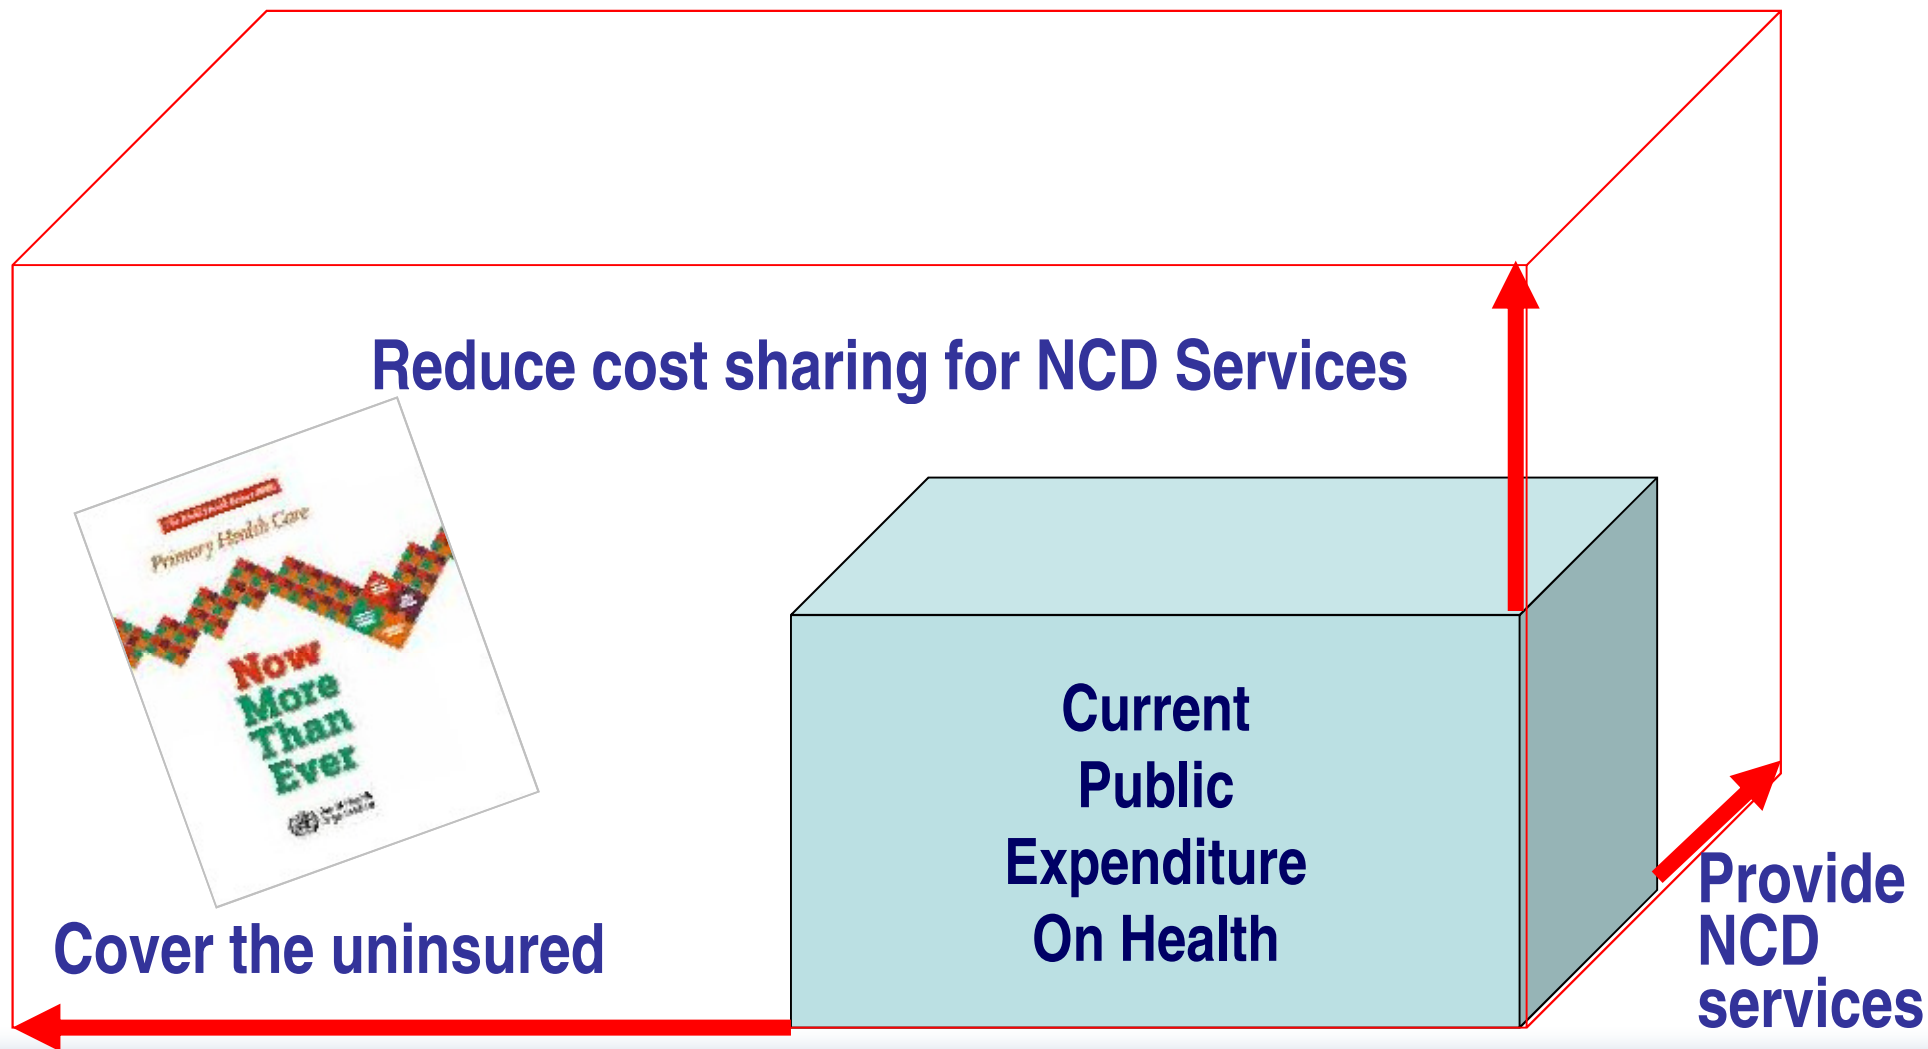 Reduce cost sharing for NCD Services
Primary Health Care
Now
More
Than
Ever
Current
Public
Expenditure
On Health
Cover the uninsured
Provide
NCD
services